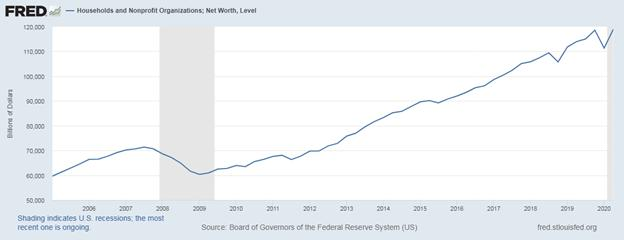 FRED — Households and Nonprofit Organizations; Net Worth, Level
120,000
110,000
100,000
90,000
80,000
70,000
60,000
50,000
Billions of Dollars
2006 2007 2008 2009 2010 2011 2012 2013 2014 2015 2016 2017 2018 2019 2020
Shading indicates U.S. recessions; the most
recent one is ongoing.
Source: Board of Governors of the Federal Reserve System (US)
fred.stlouisfed.org